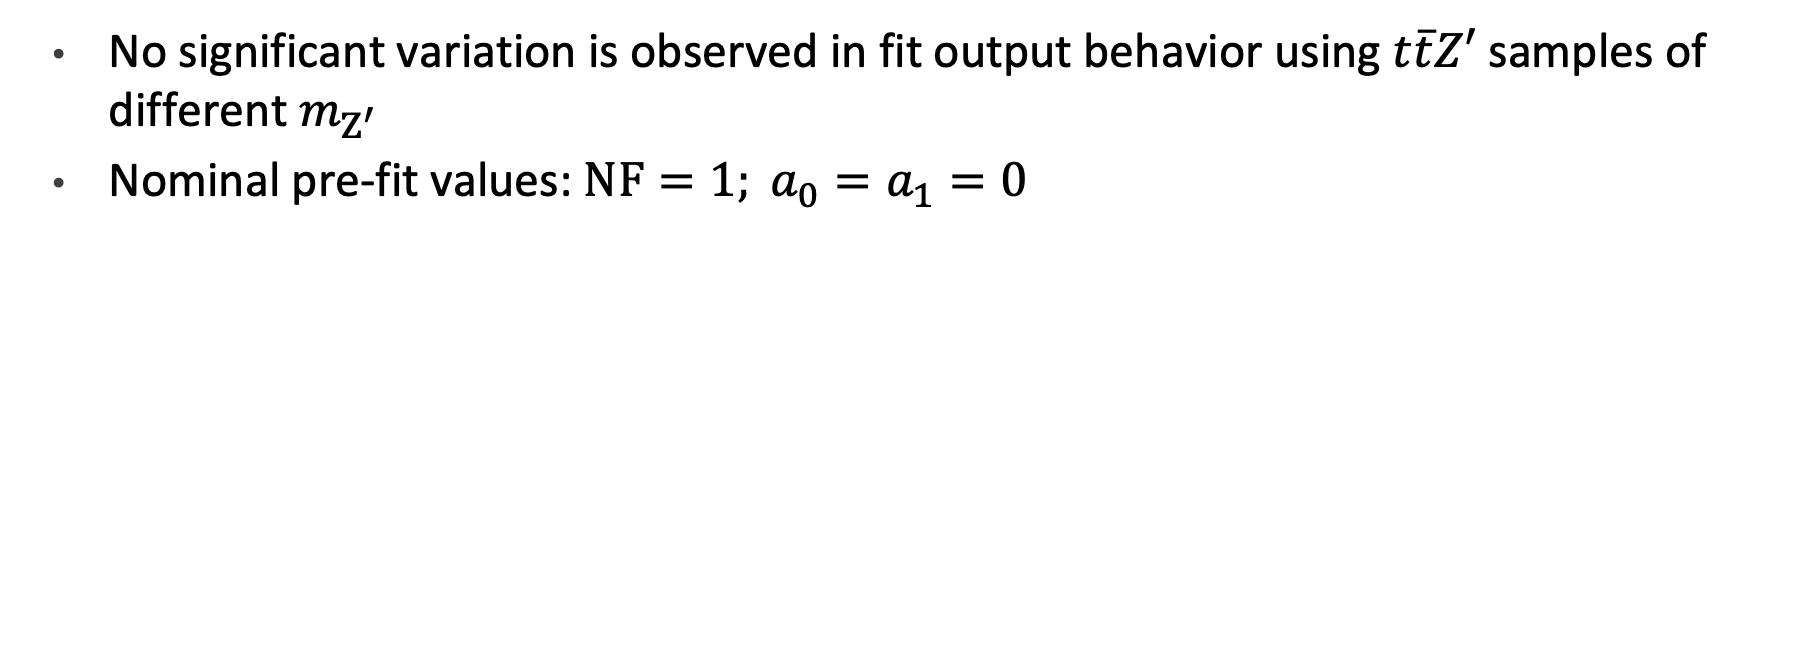 • No significant variation is observed in fit output behavior using 𝑡𝑡̄𝑍′ samples of
different 𝑚_Z′
• Nominal pre-fit values: NF = 1; 𝑎₀ = 𝑎₁ = 0